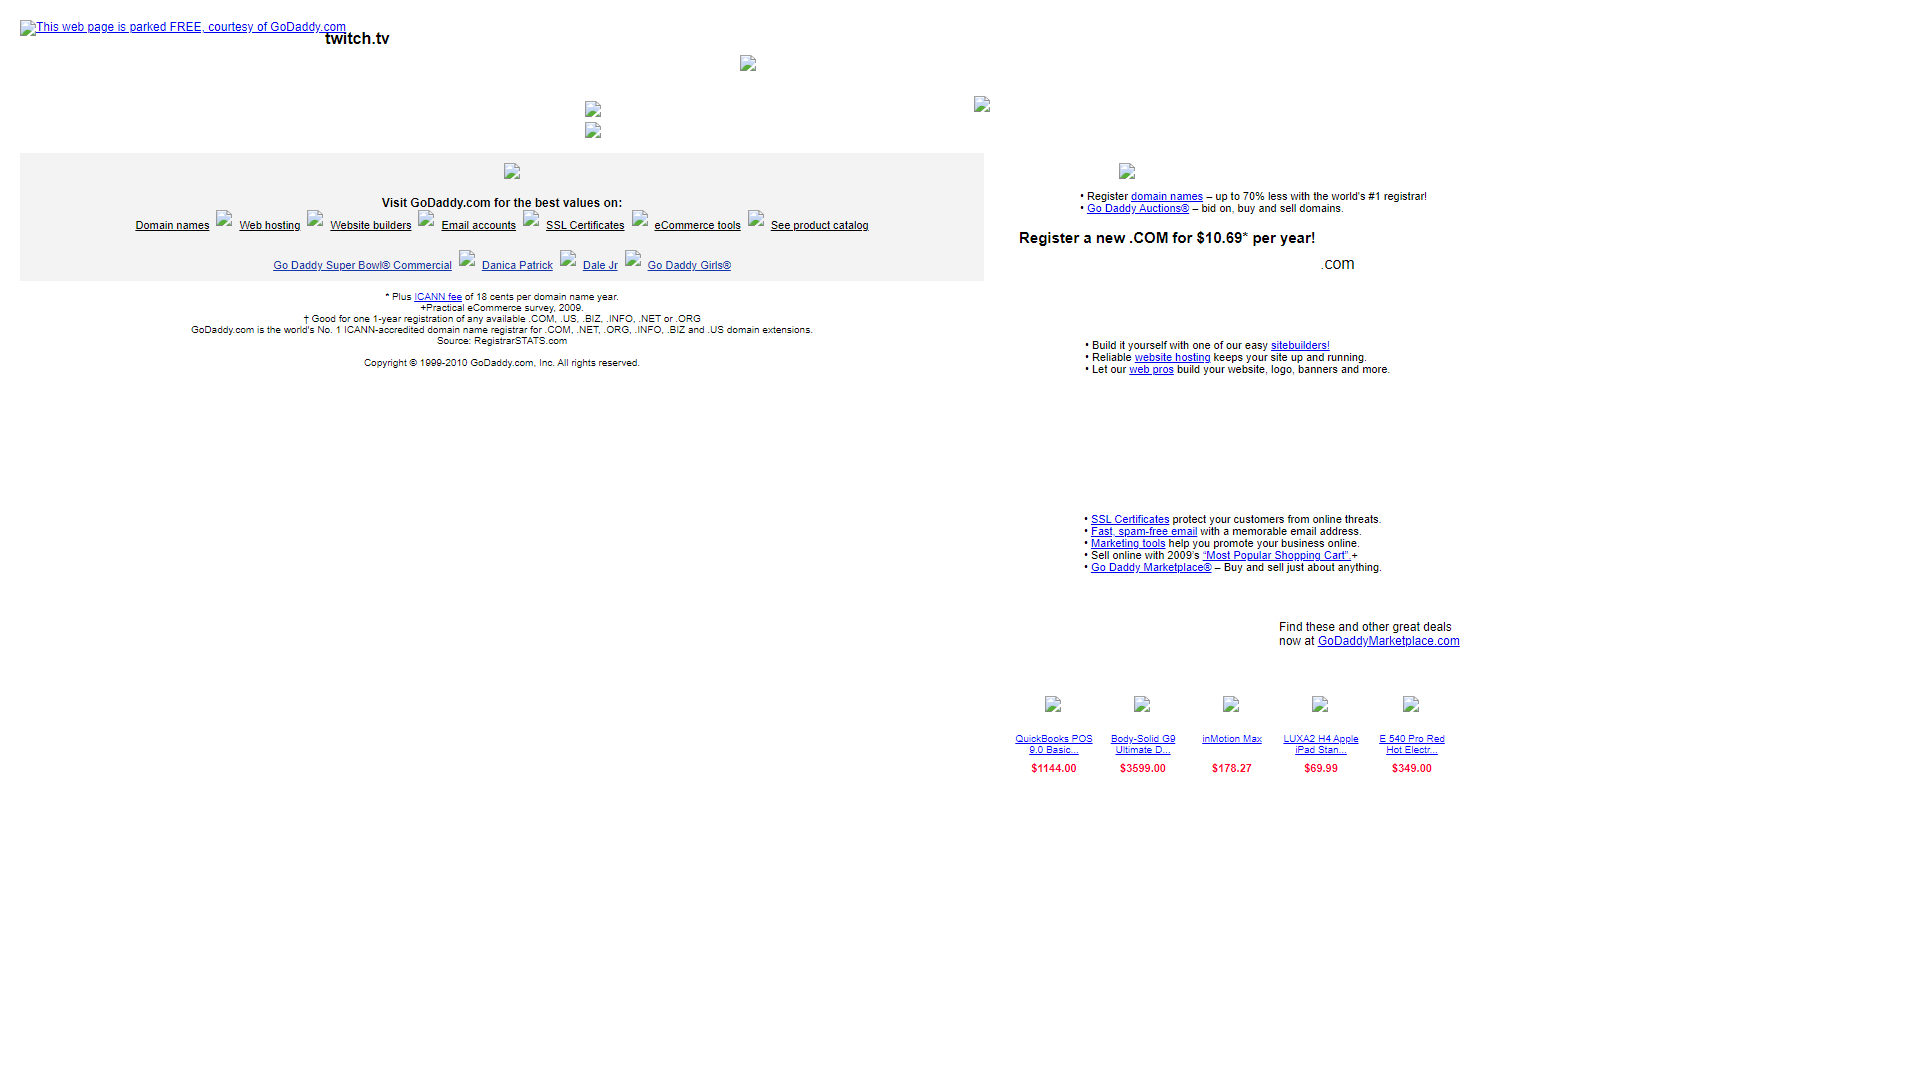 This web page is parked FREE, courtesy of GoDaddy.com
twitch.tv
Visit GoDaddy.com for the best values on:
Domain names Web hosting Website builders Email accounts SSL Certificates eCommerce tools See product catalog
Go Daddy Super Bowl® Commercial Danica Patrick Dale Jr Go Daddy Girls®
* Plus ICANN fee of 18 cents per domain name year.
+Practical eCommerce survey, 2009.
† Good for one 1-year registration of any available .COM, .US, .BIZ, .INFO, .NET or .ORG
GoDaddy.com is the world's No. 1 ICANN-accredited domain name registrar for .COM, .NET, .ORG, .INFO, .BIZ and .US domain extensions.
Source: RegistrarSTATS.com
Copyright © 1999-2010 GoDaddy.com, Inc. All rights reserved.
• Register domain names – up to 70% less with the world's #1 registrar!
• Go Daddy Auctions® – bid on, buy and sell domains.
Register a new .COM for $10.69* per year!
.com
• Build it yourself with one of our easy sitebuilders!
• Reliable website hosting keeps your site up and running.
• Let our web pros build your website, logo, banners and more.
• SSL Certificates protect your customers from online threats.
• Fast, spam-free email with a memorable email address.
• Marketing tools help you promote your business online.
• Sell online with 2009's “Most Popular Shopping Cart”.+
• Go Daddy Marketplace® – Buy and sell just about anything.
Find these and other great deals
now at GoDaddyMarketplace.com
QuickBooks POS
9.0 Basic...
$1144.00
Body-Solid G9
Ultimate D...
$3599.00
inMotion Max
$178.27
LUXA2 H4 Apple
iPad Stan...
$69.99
E 540 Pro Red
Hot Electr...
$349.00